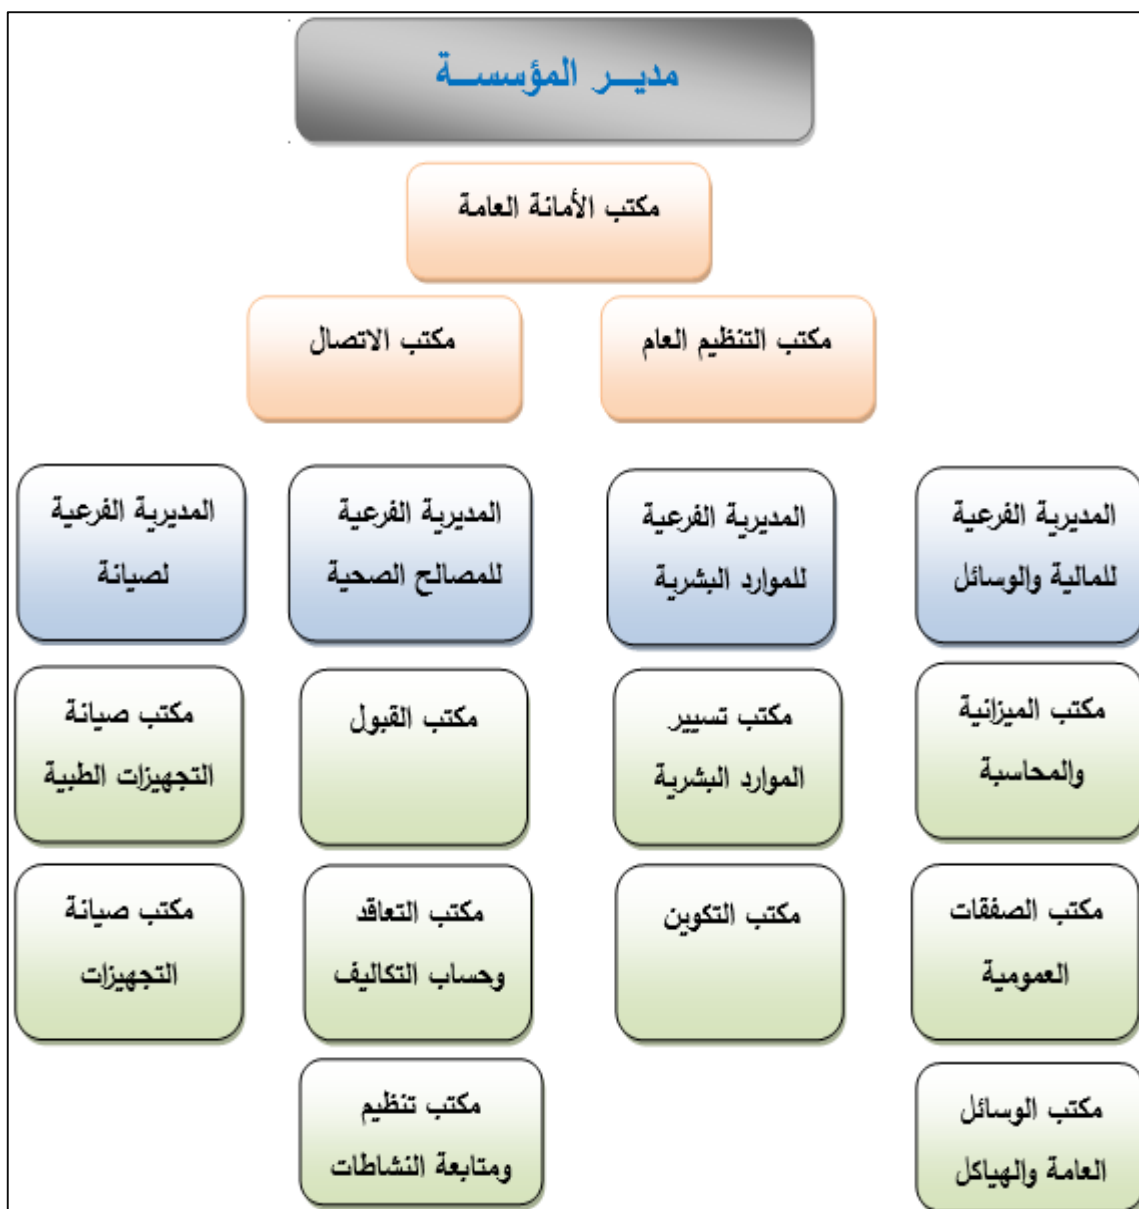 مديـــر المؤسســـة
مكتب الأمانة العامة
مكتب التنظيم العام
مكتب الاتصال
المديرية الفرعية
للمالية والوسائل
المديرية الفرعية
للموارد البشرية
المديرية الفرعية
للمصالح الصحية
المديرية الفرعية
لصيانة
مكتب الميزانية
والمحاسبة
مكتب تسيير
الموارد البشرية
مكتب القبول
مكتب صيانة
التجهيزات الطبية
مكتب الصفقات
العمومية
مكتب التكوين
مكتب التعاقد
وحساب التكاليف
مكتب صيانة
التجهيزات
مكتب الوسائل
العامة والهياكل
مكتب تنظيم
ومتابعة النشاطات